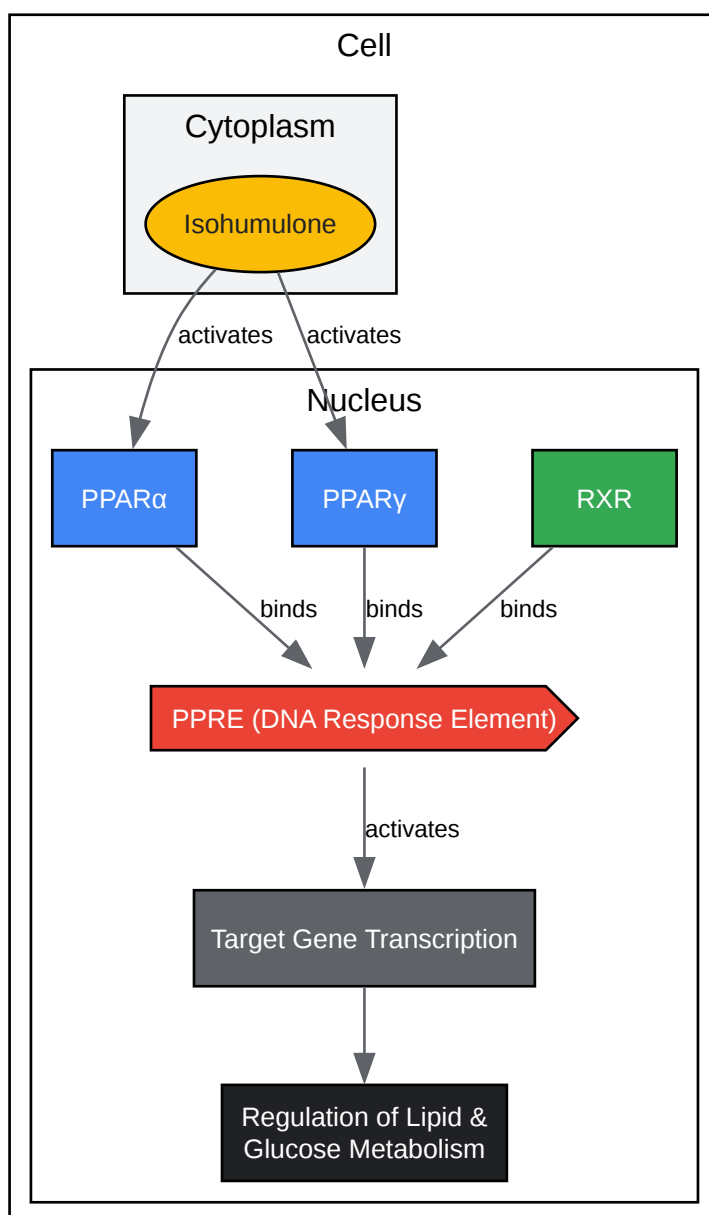 Cell
Cytoplasm
Isohumulone
activates
activates
Nucleus
PPARα
PPARγ
RXR
binds
binds
binds
PPRE (DNA Response Element)
activates
Target Gene Transcription
Regulation of Lipid &
Glucose Metabolism